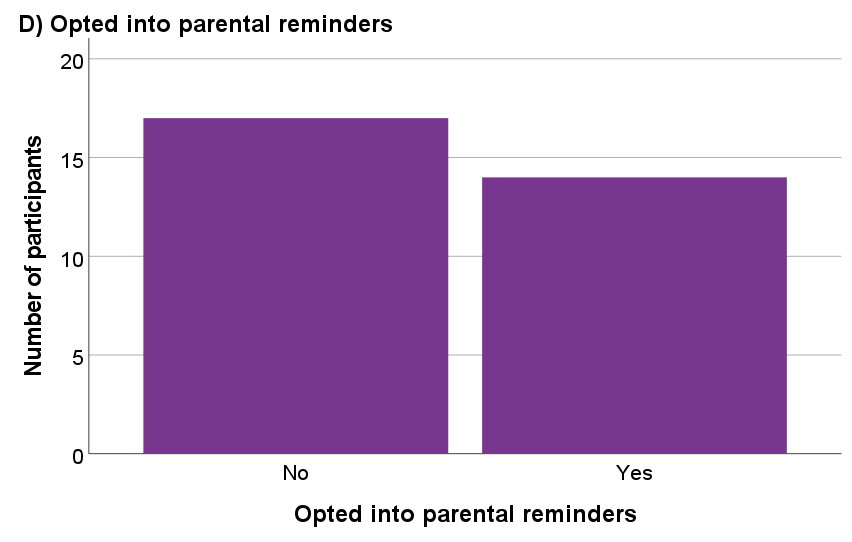 D) Opted into parental reminders
20
15
10
5
0
Number of participants
No
Yes
Opted into parental reminders